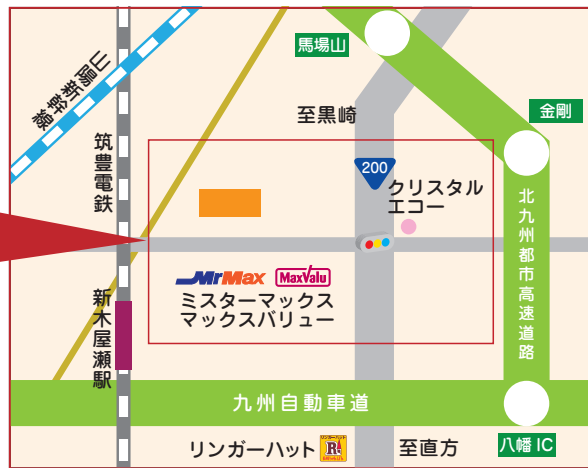 馬場山
金剛
山陽新幹線
至黒崎
筑豊電鉄
200
クリスタル
エコー
北九州都市高速道路
MrMax
MaxValu
ミスターマックス
マックスバリュー
新木屋瀬駅
九州自動車道
リンガーハット
至直方
八幡 IC